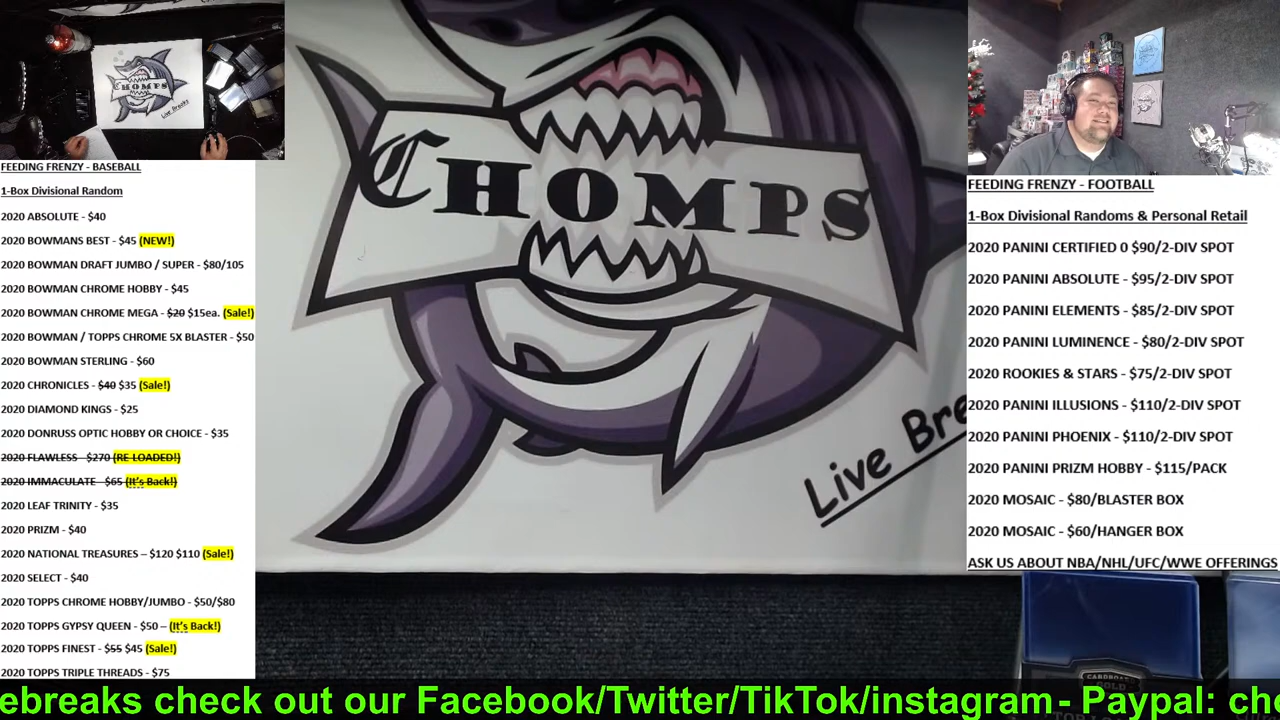 CHOMPS
Live Breaks
FEEDING FRENZY - BASEBALL
1-Box Divisional Random
2020 ABSOLUTE - $40
2020 BOWMANS BEST - $45 (NEW!)
2020 BOWMAN DRAFT JUMBO / SUPER - $80/105
2020 BOWMAN CHROME HOBBY - $45
2020 BOWMAN CHROME MEGA - $20 $15ea. (Sale!)
2020 BOWMAN / TOPPS CHROME 5X BLASTER - $50
2020 BOWMAN STERLING - $60
2020 CHRONICLES - $40 $35 (Sale!)
2020 DIAMOND KINGS - $25
2020 DONRUSS OPTIC HOBBY OR CHOICE - $35
2020 FLAWLESS - $270 (RE-LOADED!)
2020 IMMACULATE - $65 (It's Back!)
2020 LEAF TRINITY - $35
2020 PRIZM - $40
2020 NATIONAL TREASURES – $120 $110 (Sale!)
2020 SELECT - $40
2020 TOPPS CHROME HOBBY/JUMBO - $50/$80
2020 TOPPS GYPSY QUEEN - $50 – (It's Back!)
2020 TOPPS FINEST - $55 $45 (Sale!)
2020 TOPPS TRIPLE THREADS - $75
CHOMPS
Live Bre
FEEDING FRENZY - FOOTBALL
1-Box Divisional Randoms & Personal Retail
2020 PANINI CERTIFIED 0 $90/2-DIV SPOT
2020 PANINI ABSOLUTE - $95/2-DIV SPOT
2020 PANINI ELEMENTS - $85/2-DIV SPOT
2020 PANINI LUMINENCE - $80/2-DIV SPOT
2020 ROOKIES & STARS - $75/2-DIV SPOT
2020 PANINI ILLUSIONS - $110/2-DIV SPOT
2020 PANINI PHOENIX - $110/2-DIV SPOT
2020 PANINI PRIZM HOBBY - $115/PACK
2020 MOSAIC - $80/BLASTER BOX
2020 MOSAIC - $60/HANGER BOX
ASK US ABOUT NBA/NHL/UFC/WWE OFFERINGS
CARDBOARD
GOLD
ebreaks check out our Facebook/Twitter/TikTok/instagram - Paypal: cho